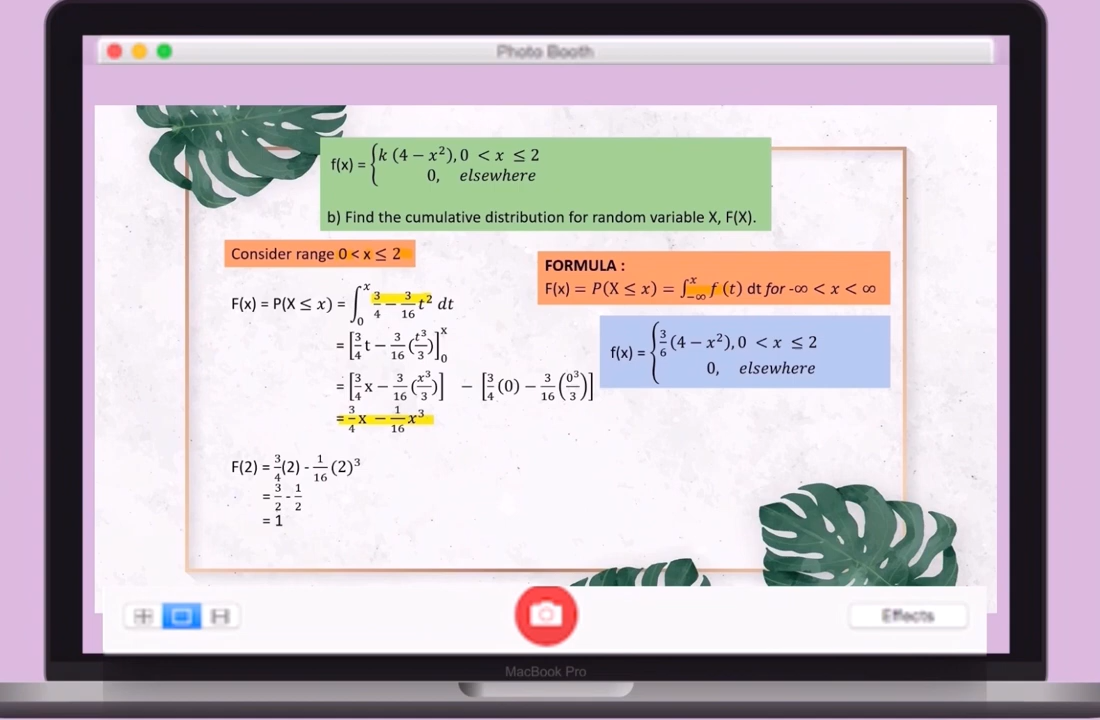 Photo Booth
f(x) = {k (4 − x²), 0 < x ≤ 2
0, elsewhere
b) Find the cumulative distribution for random variable X, F(X).
Consider range 0 < x ≤ 2
FORMULA :
F(x) = P(X ≤ x) = ∫_{−∞}^{x} f (t) dt for -∞ < x < ∞
F(x) = P(X ≤ x) = ∫_0^x 3/4 − 3/16 t² dt
= [3/4 t − 3/16 (t³/3)]_0^x
= [3/4 x − 3/16 (x³/3)] − [3/4 (0) − 3/16 (0³/3)]
= 3/4 x − 1/16 x³
f(x) = {3/6 (4 − x²), 0 < x ≤ 2
0, elsewhere
F(2) = 3/4 (2) - 1/16 (2)³
= 3/2 - 1/2
= 1
Effects
MacBook Pro